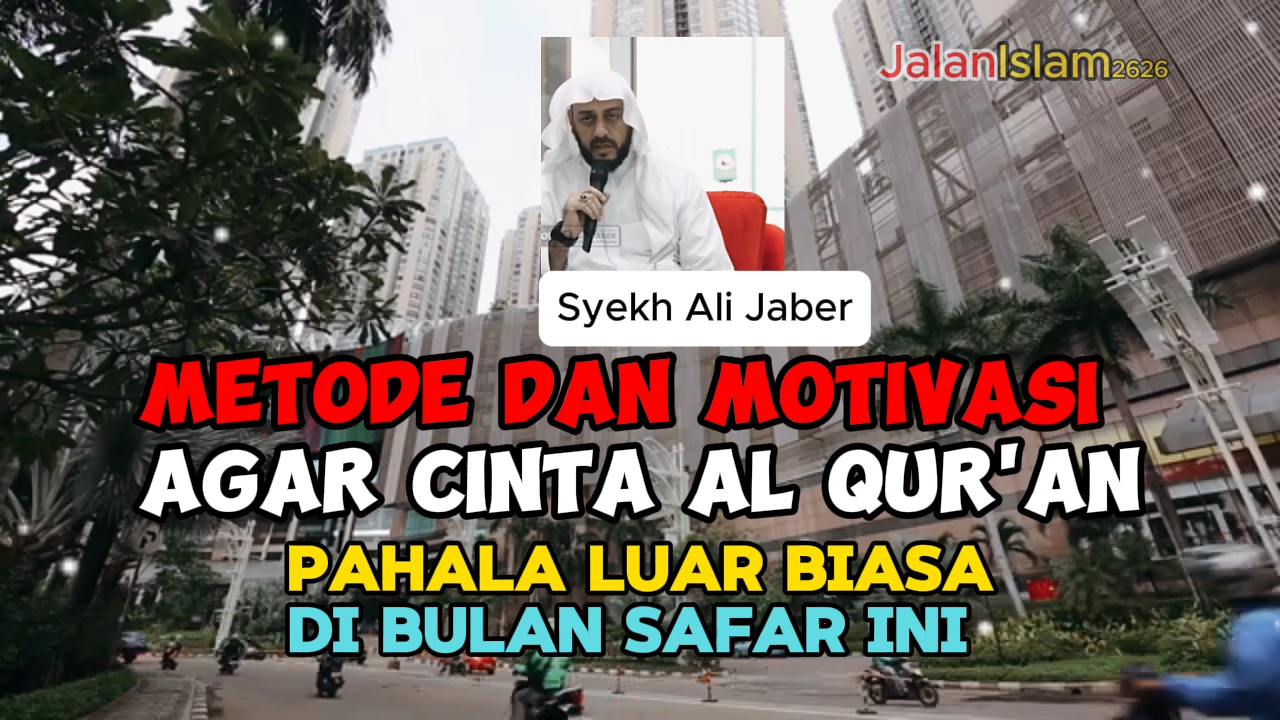 JalanIslam2626
Syekh Ali Jaber
METODE DAN MOTIVASI
AGAR CINTA AL QUR'AN
PAHALA LUAR BIASA
DI BULAN SAFAR INI